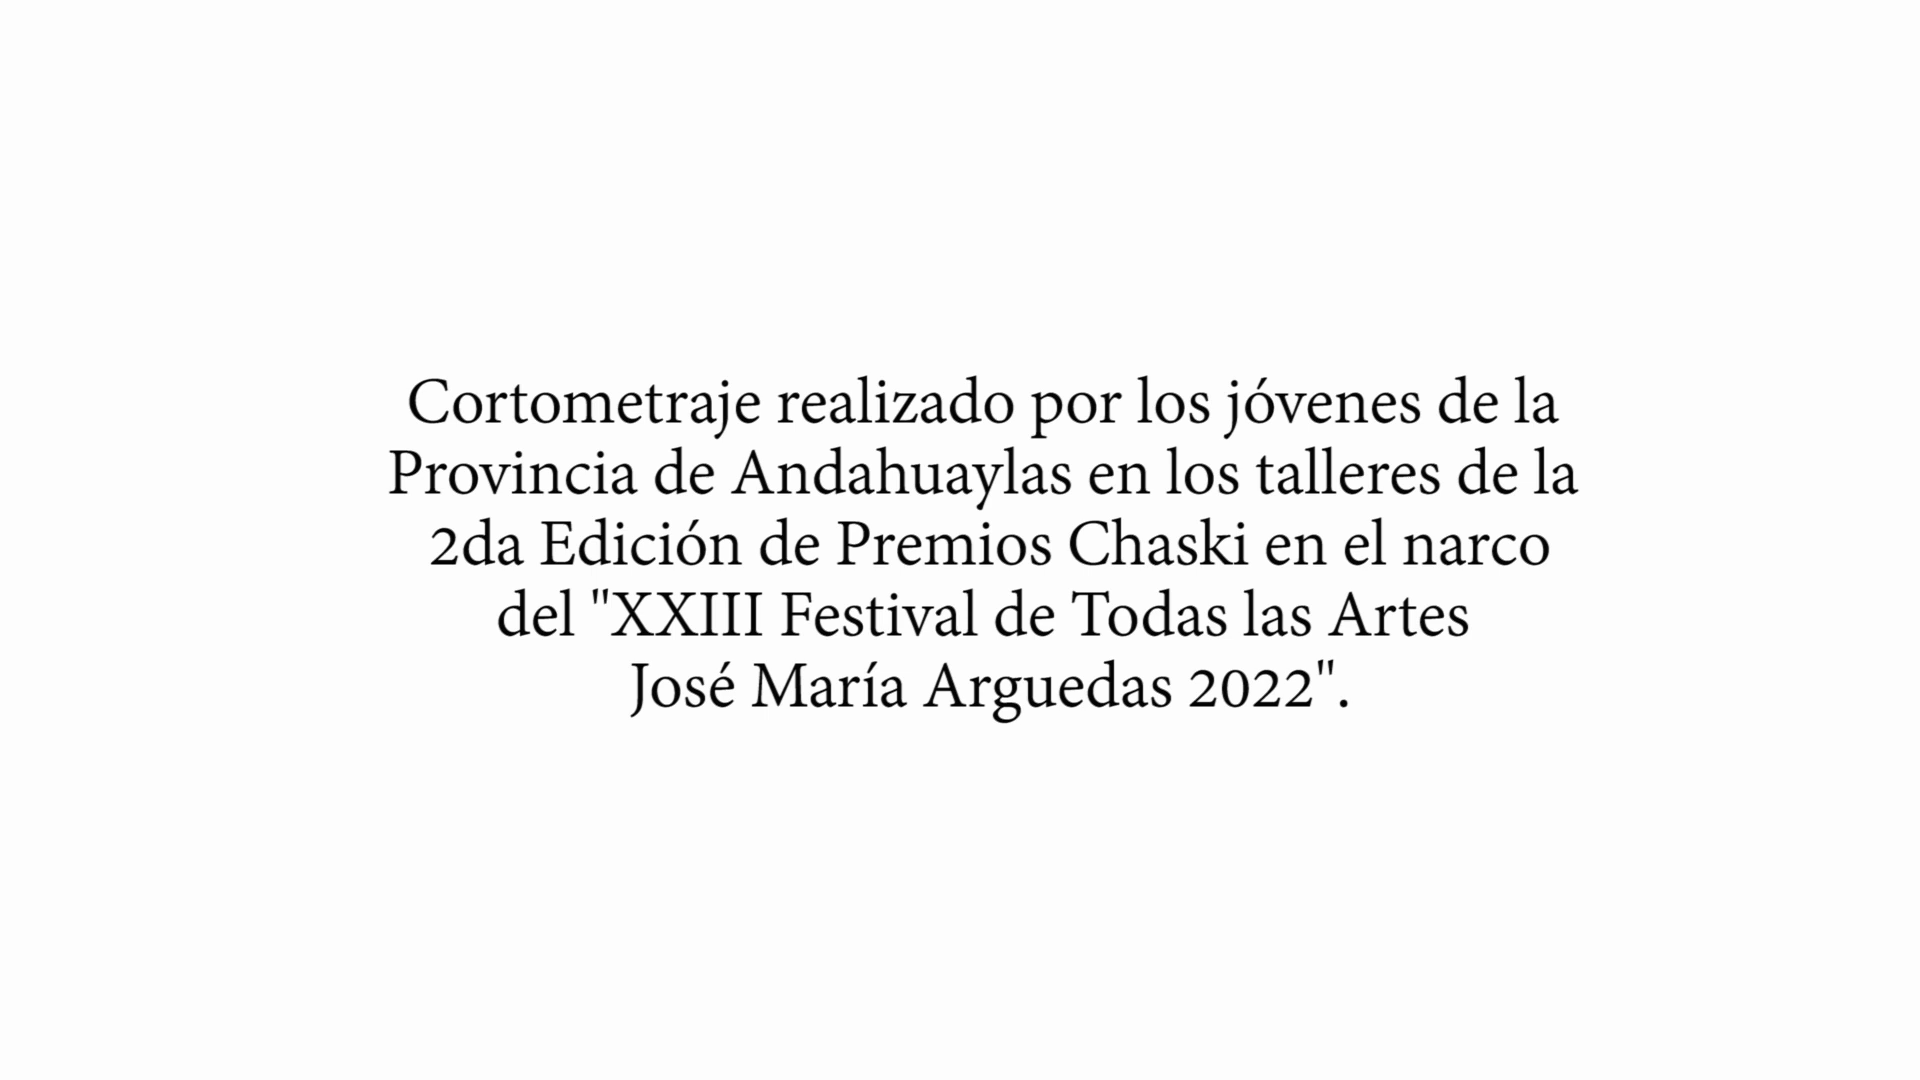 Cortometraje realizado por los jóvenes de la
Provincia de Andahuaylas en los talleres de la
2da Edición de Premios Chaski en el narco
del "XXIII Festival de Todas las Artes
José María Arguedas 2022".